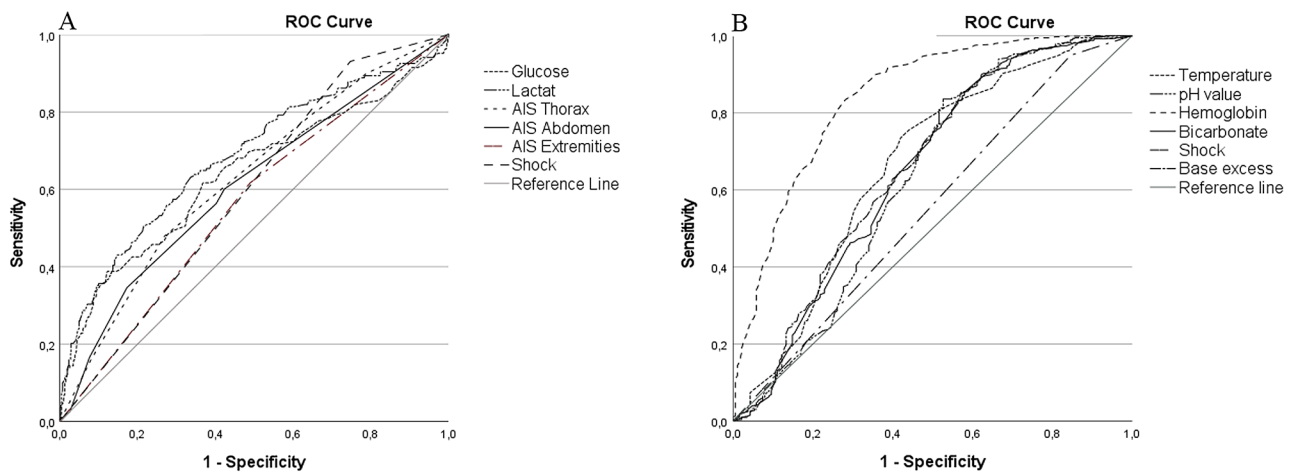 A
ROC Curve
1,0
0,8
0,6
0,4
0,2
0,0
0,0
0,2
0,4
0,6
0,8
1,0
Sensitivity
1 - Specificity
Glucose
Lactat
AIS Thorax
AIS Abdomen
AIS Extremities
Shock
Reference Line
B
ROC Curve
1,0
0,8
0,6
0,4
0,2
0,0
0,0
0,2
0,4
0,6
0,8
1,0
Sensitivity
1 - Specificity
Temperature
pH value
Hemoglobin
Bicarbonate
Shock
Base excess
Reference line